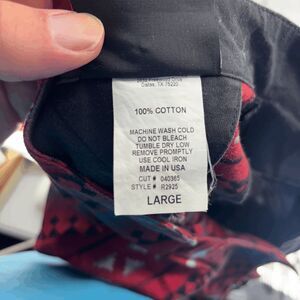 Dallas, TX 75220
100% COTTON
MACHINE WASH COLD
DO NOT BLEACH
TUMBLE DRY LOW
REMOVE PROMPTLY
USE COOL IRON
MADE IN USA
CUT # 040365
STYLE # R2925
LARGE